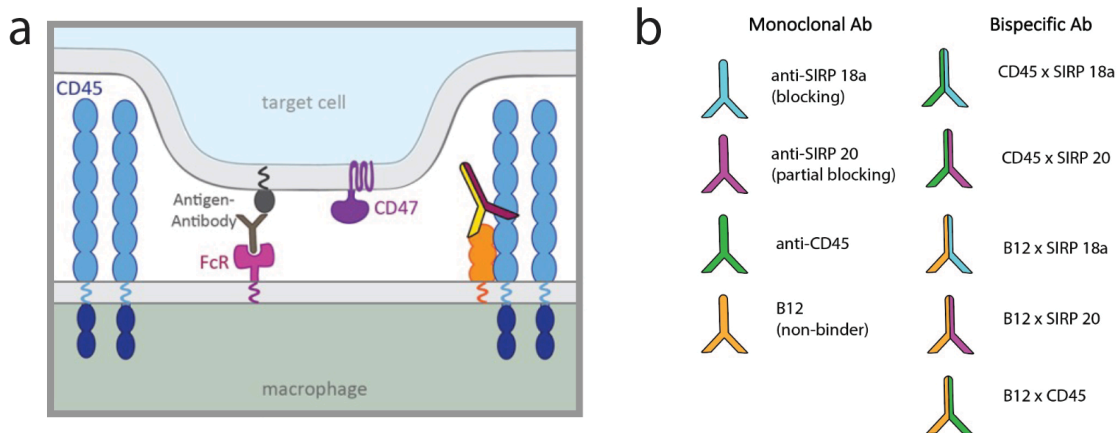 a
CD45
target cell
Antigen-
Antibody
CD47
FcR
macrophage
b
Monoclonal Ab
anti-SIRP 18a
(blocking)
anti-SIRP 20
(partial blocking)
anti-CD45
B12
(non-binder)
Bispecific Ab
CD45 x SIRP 18a
CD45 x SIRP 20
B12 x SIRP 18a
B12 x SIRP 20
B12 x CD45